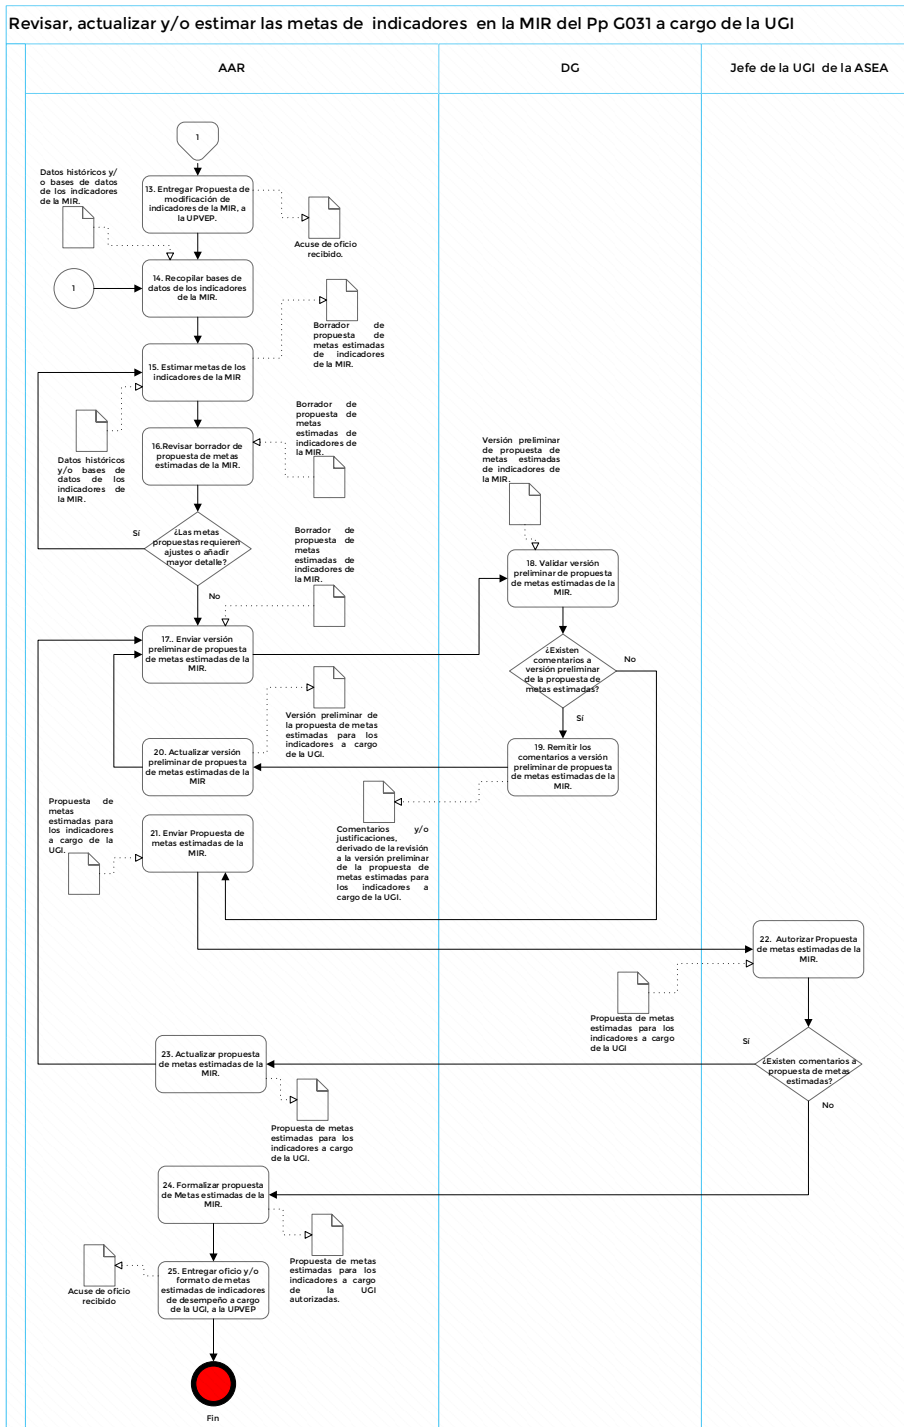 Revisar, actualizar y/o estimar las metas de indicadores en la MIR del Pp G031 a cargo de la UGI
AAR
DG
Jefe de la UGI de la ASEA
1
Datos históricos y/
o bases de datos
de los indicadores
de la MIR.
13. Entregar Propuesta de
modificación de
indicadores de la MIR, a
la UPVEP.
Acuse de oficio
recibido.
1
14. Recopilar bases de
datos de los indicadores
de la MIR.
Borrador de
propuesta de
metas estimadas
de indicadores
de la MIR.
15. Estimar metas de los
indicadores de la MIR
Datos históricos
y/o bases de
datos de los
indicadores de
la MIR.
16.Revisar borrador de
propuesta de metas
estimadas de la MIR.
Borrador de
propuesta de
metas
estimadas de
indicadores de
la MIR.
Versión preliminar
de propuesta de
metas estimadas
de indicadores de
la MIR.
Sí
¿Las metas
propuestas requieren
ajustes o añadir
mayor detalle?
No
Borrador de
propuesta de
metas
estimadas de
indicadores de
la MIR.
18. Validar versión
preliminar de propuesta
de metas estimadas de la
MIR.
17.. Enviar versión
preliminar de propuesta
de metas estimadas de la
MIR.
¿Existen
comentarios a
versión preliminar
de la propuesta de
metas estimadas?
No
Sí
Versión preliminar de
la propuesta de metas
estimadas para los
indicadores a cargo
de la UGI.
20. Actualizar versión
preliminar de propuesta
de metas estimadas de la
MIR
19. Remitir los
comentarios a versión
preliminar de propuesta
de metas estimadas de la
MIR.
Propuesta de
metas
estimadas para
los indicadores
a cargo de la
UGI.
21. Enviar Propuesta de
metas estimadas de la
MIR.
Comentarios y/o
justificaciones,
derivado de la revisión
a la versión preliminar
de la propuesta de
metas estimadas para
los indicadores a
cargo de la UGI.
22. Autorizar Propuesta
de metas estimadas de la
MIR.
Propuesta de metas
estimadas para los
indicadores a cargo
de la UGI
Sí
¿Existen comentarios a
propuesta de metas
estimadas?
No
23. Actualizar propuesta
de metas estimadas de la
MIR.
Propuesta de metas
estimadas para los
indicadores a cargo
de la UGI.
24. Formalizar propuesta
de Metas estimadas de la
MIR.
Propuesta de metas
estimadas para los
indicadores a cargo
de la UGI
autorizadas.
Acuse de oficio
recibido
25. Entregar oficio y/o
formato de metas
estimadas de indicadores
de desempeño a cargo
de la UGI, a la UPVEP
Fin